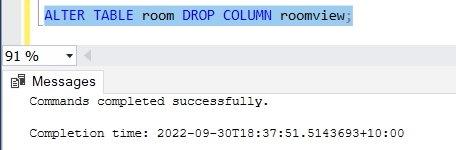 ALTER TABLE room DROP COLUMN roomview;
91 %
Messages
Commands completed successfully.
Completion time: 2022-09-30T18:37:51.5143693+10:00